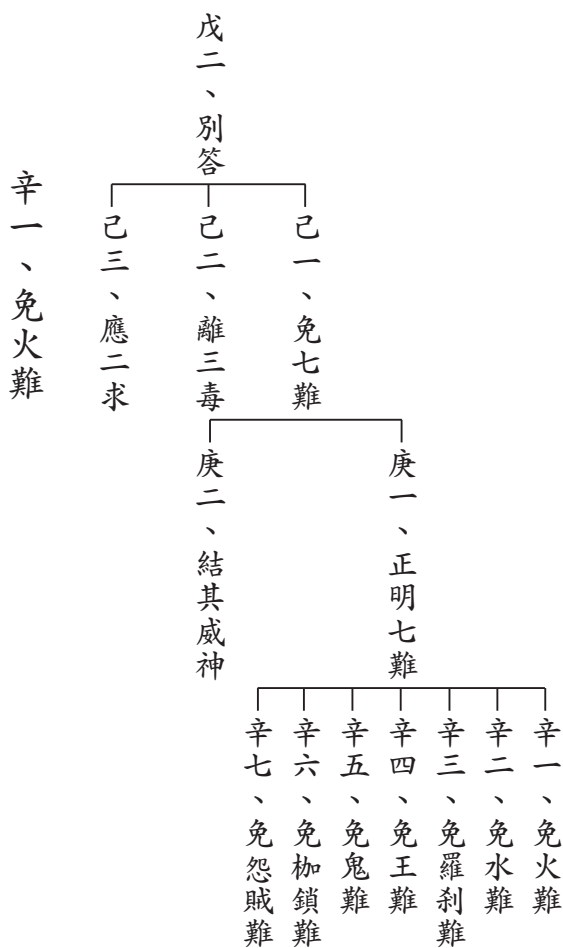 戊二、別答
己一、免七難
己二、離三毒
己三、應二求
庚一、正明七難
庚二、結其威神
辛一、免火難
辛二、免水難
辛三、免羅剎難
辛四、免王難
辛五、免鬼難
辛六、免枷鎖難
辛七、免怨賊難
辛一、免火難